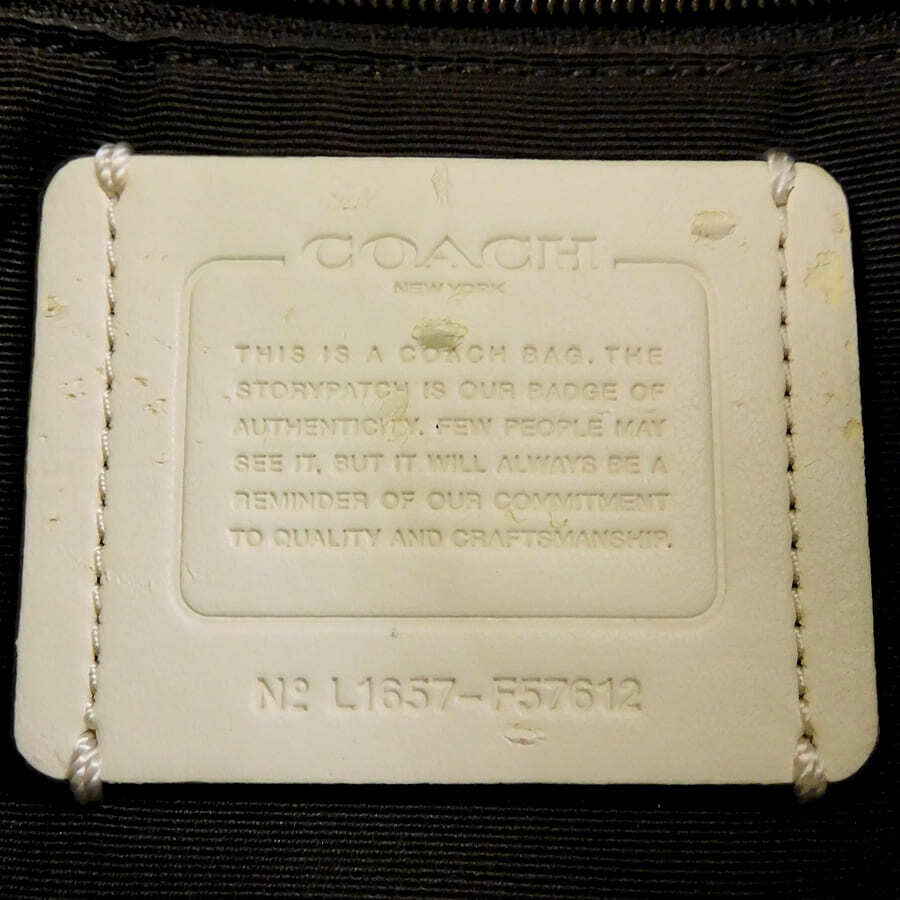 COACH
NEW YORK
THIS IS A COACH BAG. THE
STORYPATCH IS OUR BADGE OF
AUTHENTICITY. FEW PEOPLE MAY
SEE IT, BUT IT WILL ALWAYS BE A
REMINDER OF OUR COMMITMENT
TO QUALITY AND CRAFTSMANSHIP.
Nº L1657-F57612